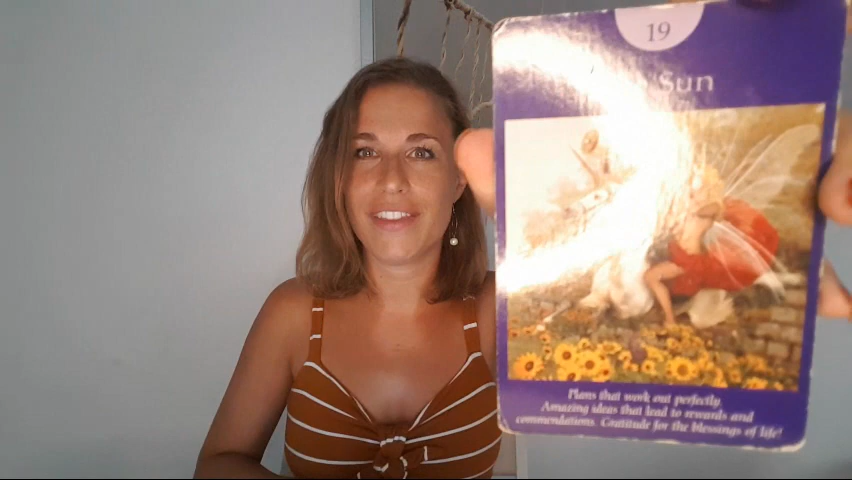 19
Sun
Plans that work out perfectly.
Amazing ideas that lead to rewards and
commendations. Gratitude for the blessings of life!